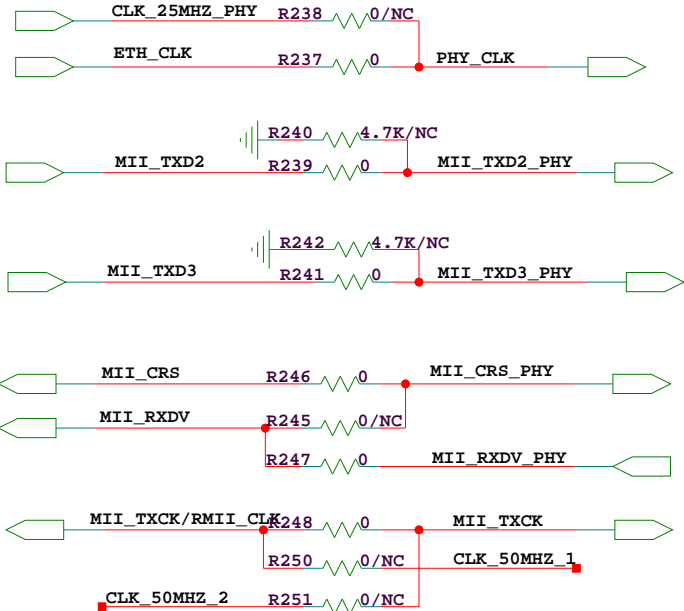 CLK_25MHZ_PHY R238 0/NC
ETH_CLK R237 0 PHY_CLK
R240 4.7K/NC
MII_TXD2 R239 0 MII_TXD2_PHY
R242 4.7K/NC
MII_TXD3 R241 0 MII_TXD3_PHY
MII_CRS R246 0 MII_CRS_PHY
MII_RXDV R245 0/NC
R247 0 MII_RXDV_PHY
MII_TXCK/RMII_CLK R248 0 MII_TXCK
R250 0/NC CLK_50MHZ_1
CLK_50MHZ_2 R251 0/NC